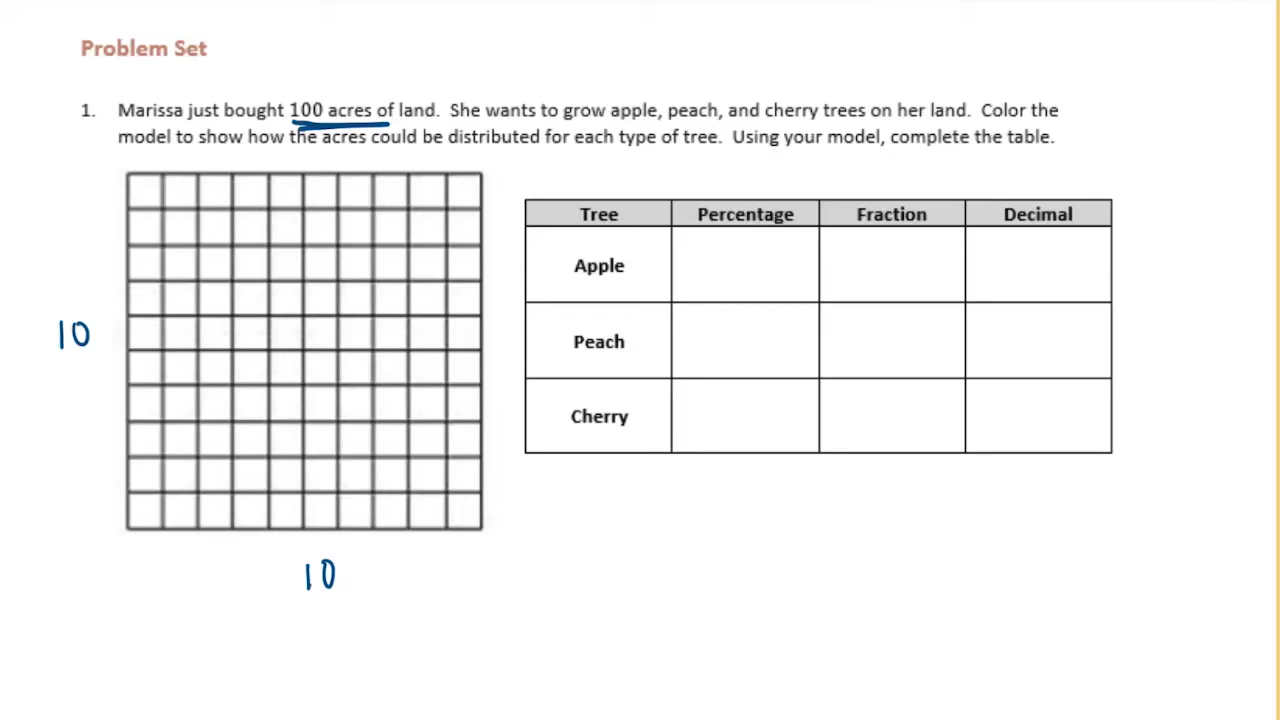 Problem Set
1. Marissa just bought 100 acres of land. She wants to grow apple, peach, and cherry trees on her land. Color the
model to show how the acres could be distributed for each type of tree. Using your model, complete the table.
Tree Percentage Fraction Decimal
Apple
Peach
Cherry
10
10